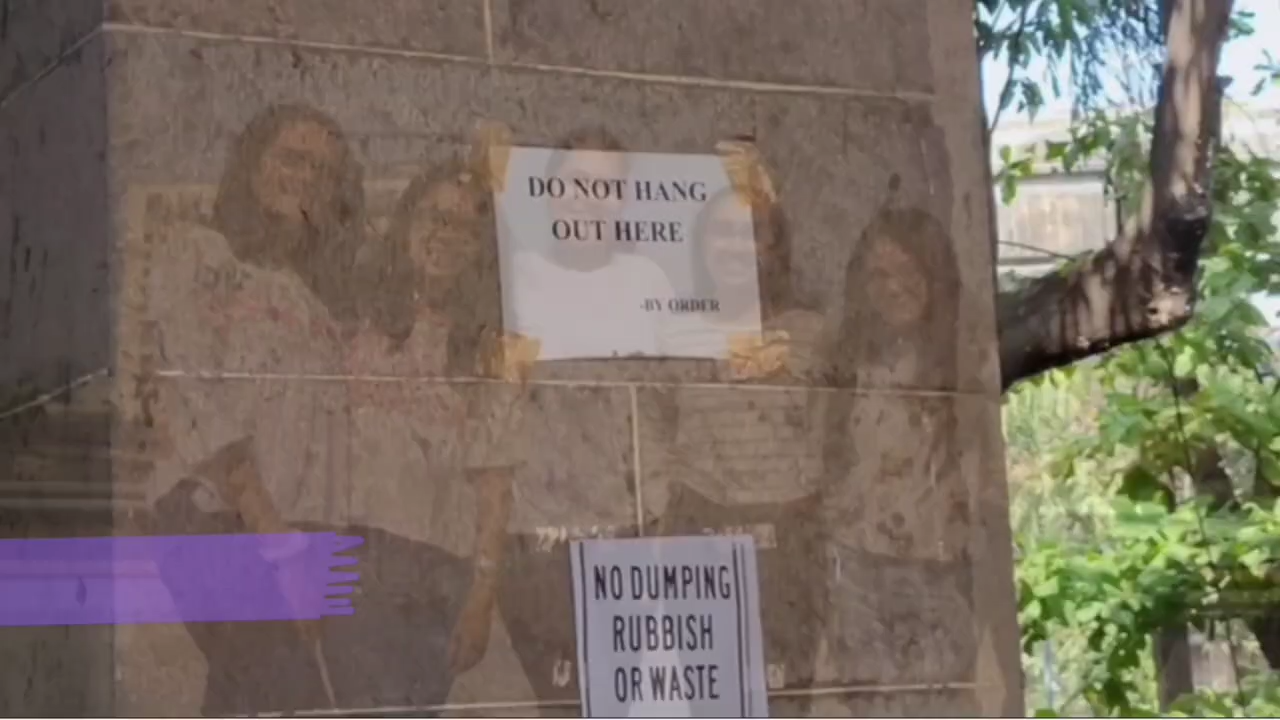 DO NOT HANG
OUT HERE
-BY ORDER
NO DUMPING
RUBBISH
OR WASTE